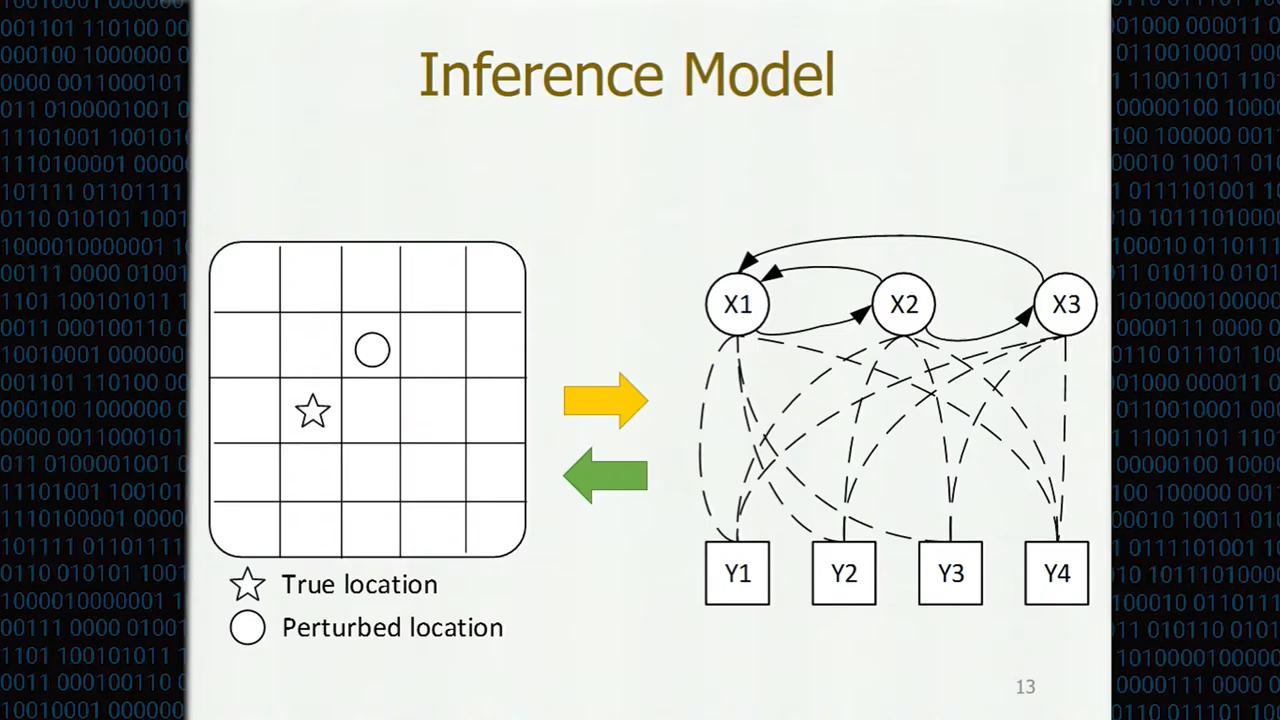 Inference Model
X1
X2
X3
Y1
Y2
Y3
Y4
True location
Perturbed location
13